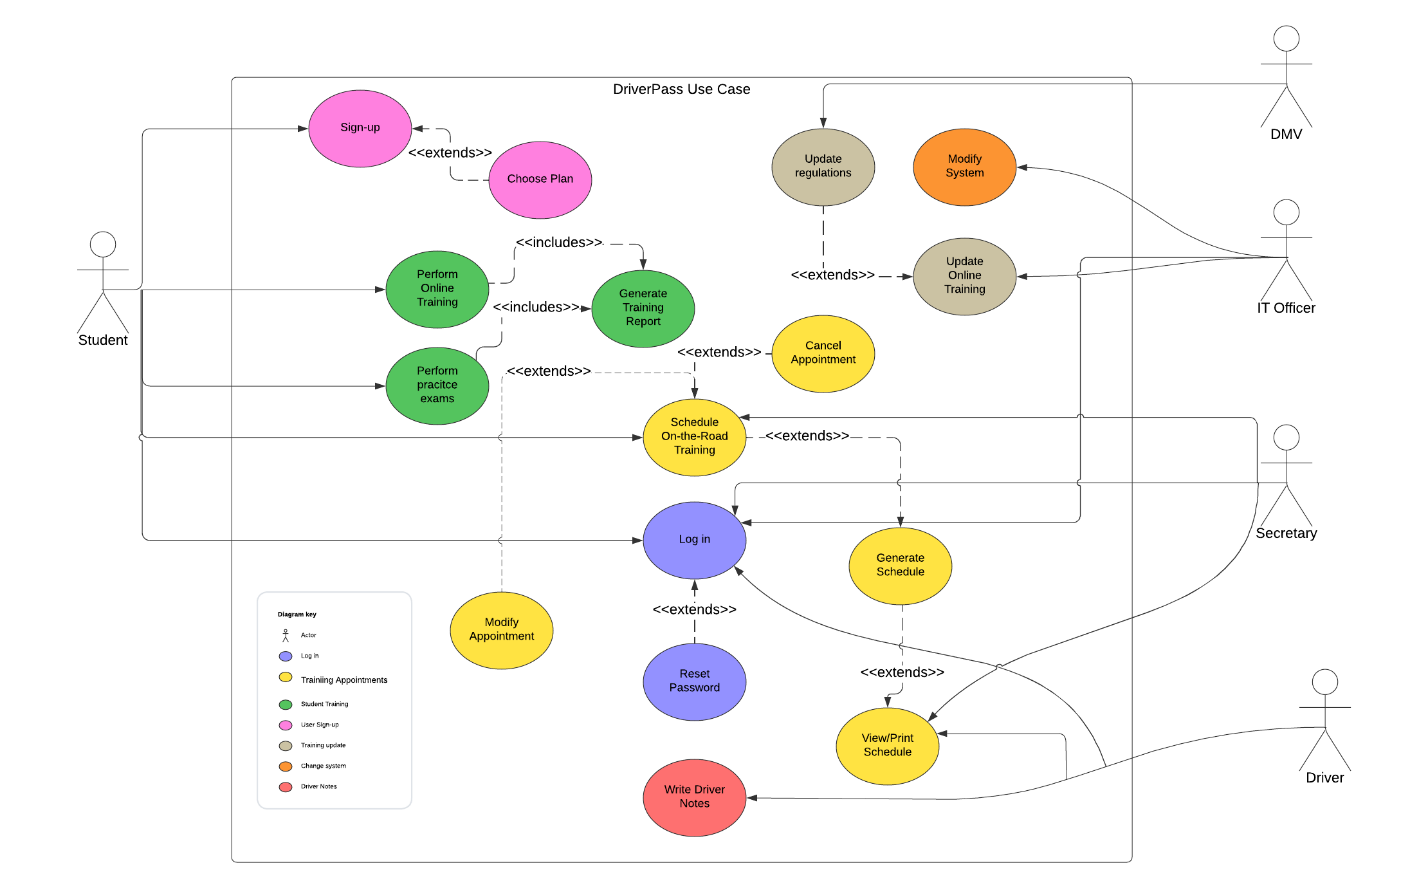 DriverPass Use Case
DMV
Sign-up
<<extends>>
Choose Plan
Update
regulations
Modify
System
<<includes>>
Perform
Online
Training
Generate
Training
Report
<<includes>>
<<extends>>
Update
Online
Training
IT Officer
Student
Cancel
Appointment
<<extends>>
<<extends>>
Perform
pracitce
exams
Schedule
On-the-Road
Training
<<extends>>
Secretary
Log in
Generate
Schedule
<<extends>>
Modify
Appointment
Reset
Password
<<extends>>
View/Print
Schedule
Driver
Write Driver
Notes
Diagram key
Actor
Log in
Trainiing Appointments
Student Training
User Sign-up
Training update
Change system
Driver Notes